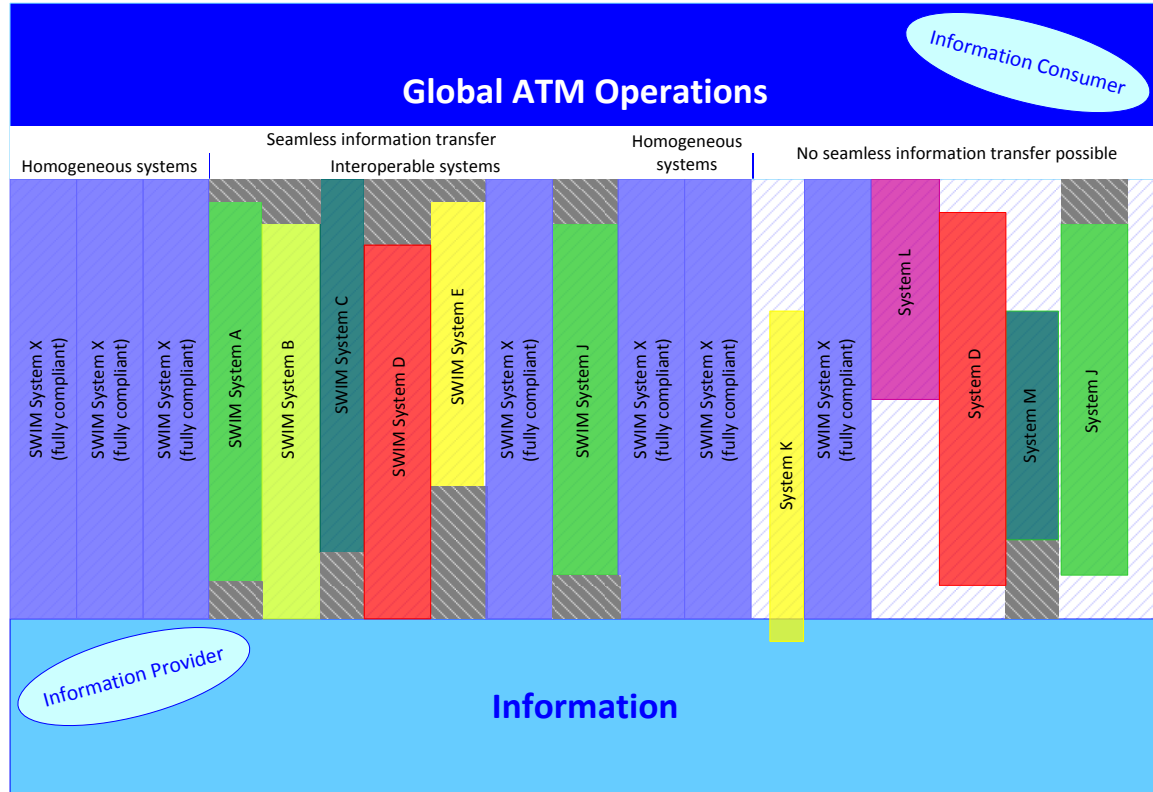 Information Consumer
Global ATM Operations
Seamless information transfer
Homogeneous systems
Interoperable systems
Homogeneous
systems
No seamless information transfer possible
SWIM System X
(fully compliant)
SWIM System X
(fully compliant)
SWIM System X
(fully compliant)
SWIM System A
SWIM System B
SWIM System C
SWIM System D
SWIM System E
SWIM System X
(fully compliant)
SWIM System J
SWIM System X
(fully compliant)
SWIM System X
(fully compliant)
System K
SWIM System X
(fully compliant)
System L
System D
System M
System J
Information Provider
Information